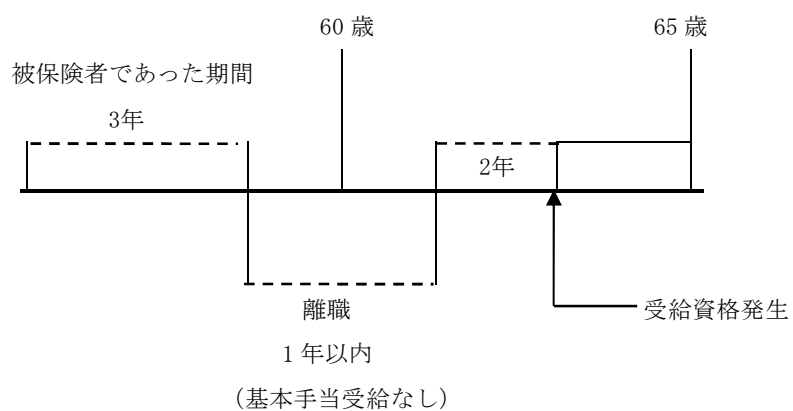 60 歳
65 歳
被保険者であった期間
3年
2年
離職
受給資格発生
1 年以内
（基本手当受給なし）